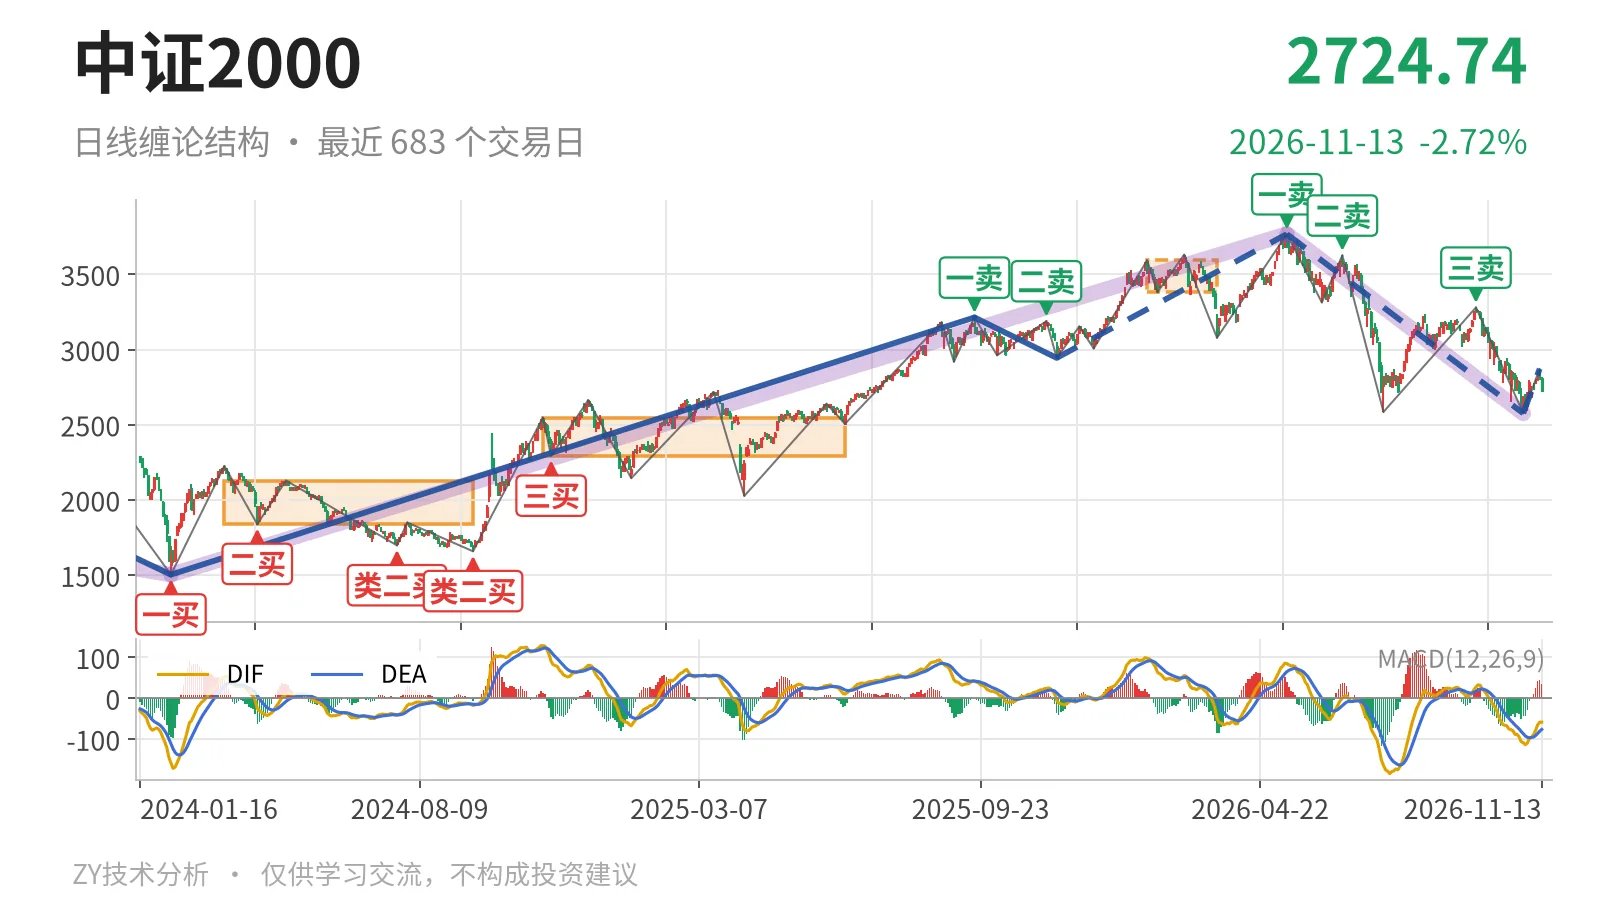 中证2000
2724.74
日线缠论结构 · 最近 683 个交易日
2026-11-13 -2.72%
一卖
二卖
一卖
二卖
三卖
3500
3000
2500
2000
1500
三买
二买
类二买
类二买
一买
100
0
-100
DIF
DEA
MACD(12,26,9)
2024-01-16
2024-08-09
2025-03-07
2025-09-23
2026-04-22
2026-11-13
ZY技术分析 · 仅供学习交流，不构成投资建议